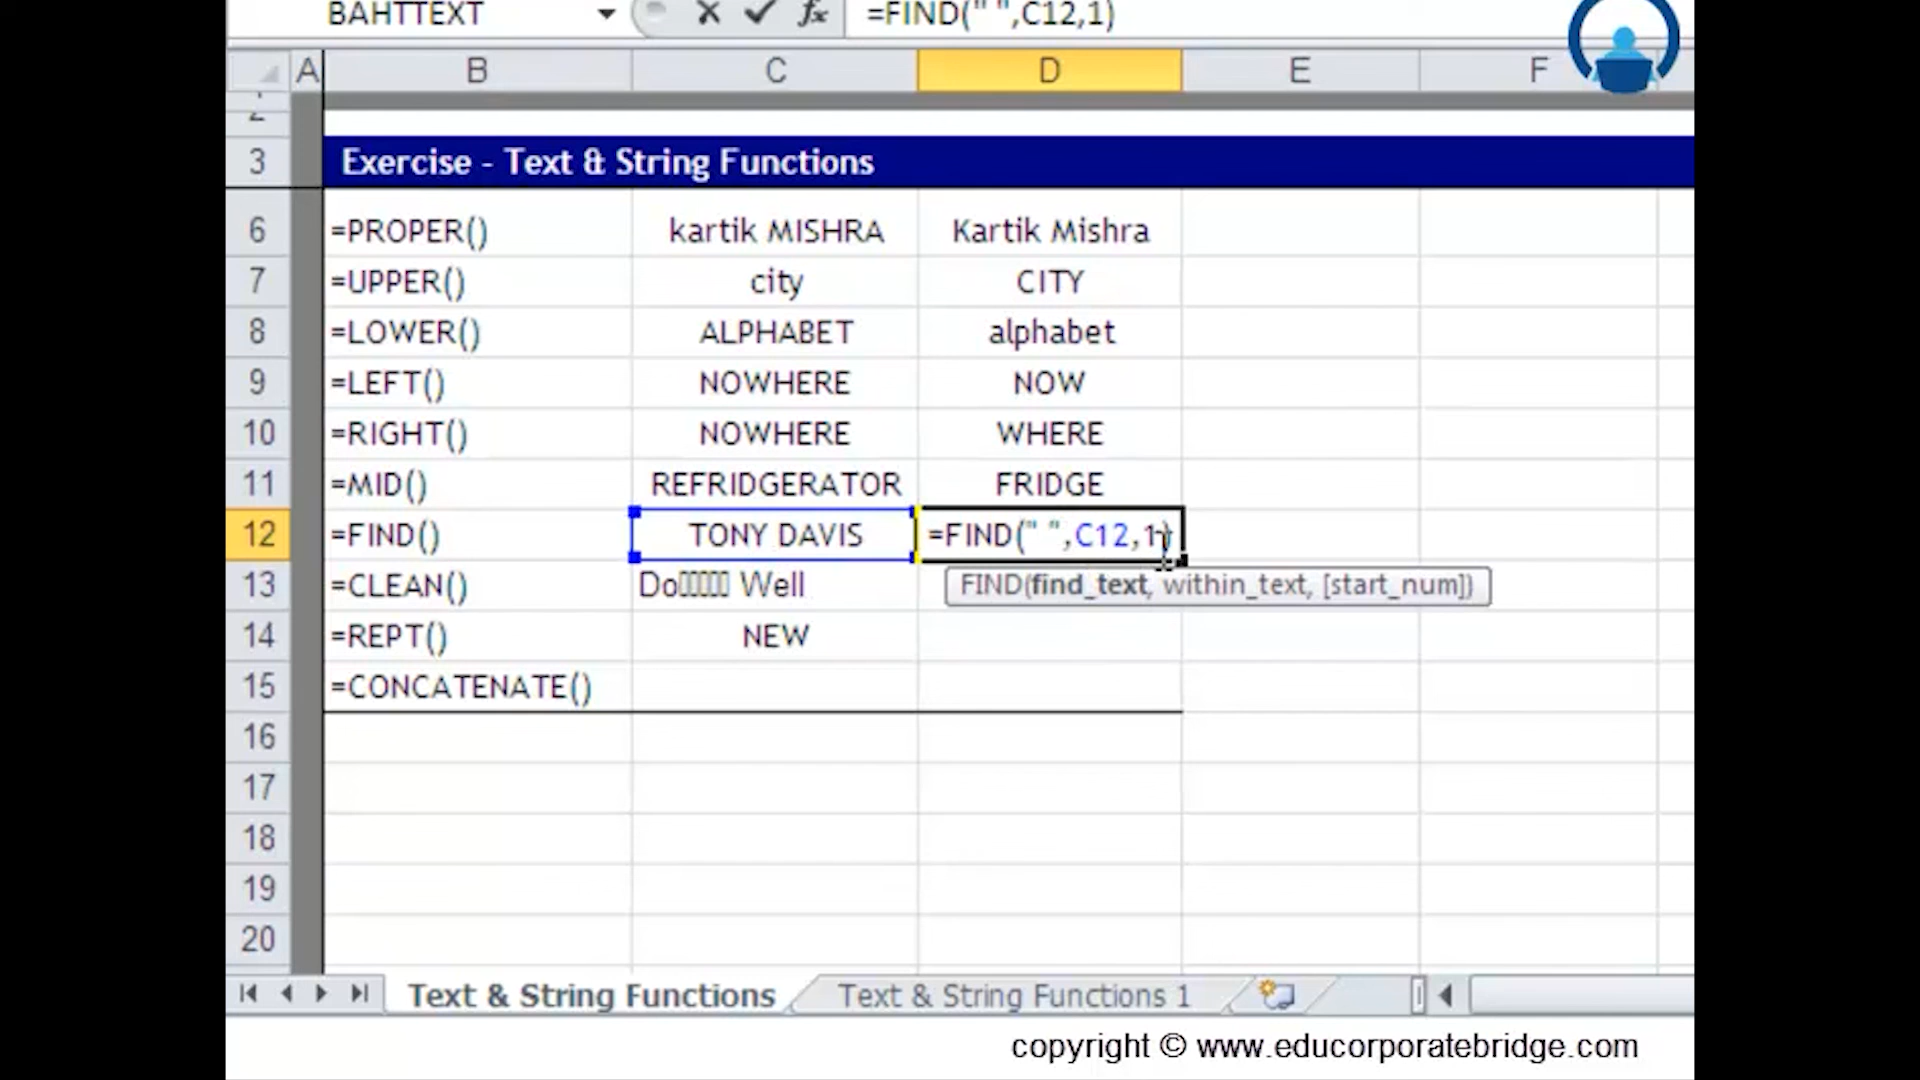 BAHTTEXT =FIND(" ",C12,1)
A B C D E F
2
3 Exercise - Text & String Functions
6 =PROPER() kartik MISHRA Kartik Mishra
7 =UPPER() city CITY
8 =LOWER() ALPHABET alphabet
9 =LEFT() NOWHERE NOW
10 =RIGHT() NOWHERE WHERE
11 =MID() REFRIDGERATOR FRIDGE
12 =FIND() TONY DAVIS =FIND(" ",C12,1)
13 =CLEAN() Do▯▯▯▯▯ Well FIND(find_text, within_text, [start_num])
14 =REPT() NEW
15 =CONCATENATE()
16
17
18
19
20
Text & String Functions Text & String Functions 1
copyright © www.educorporatebridge.com